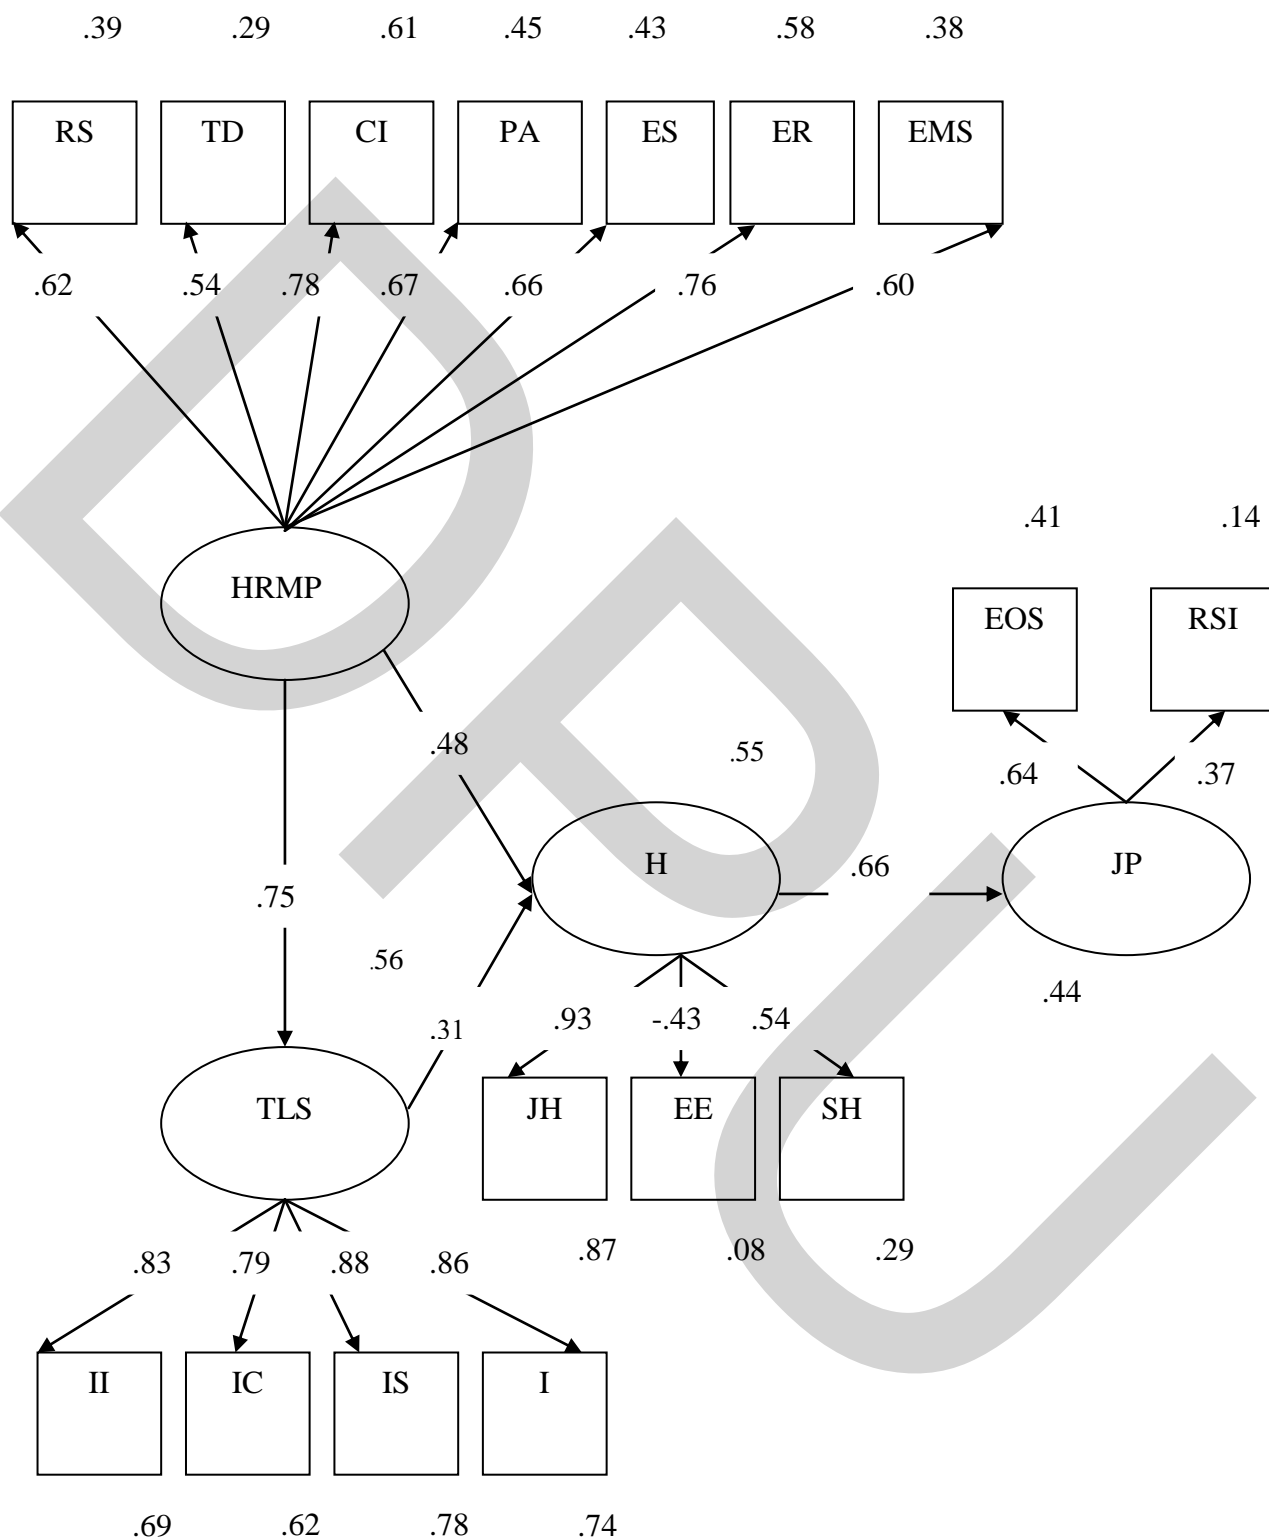 .39 .29 .61 .45 .43 .58 .38
RS TD CI PA ES ER EMS
.62 .54 .78 .67 .66 .76 .60
.41 .14
HRMP
EOS RSI
.48 .55
.64 .37
H .66 JP
.75
.56
.44
.31 .93 -.43 .54
TLS JH EE SH
.83 .79 .88 .86 .87 .08 .29
II IC IS I
.69 .62 .78 .74
DPU